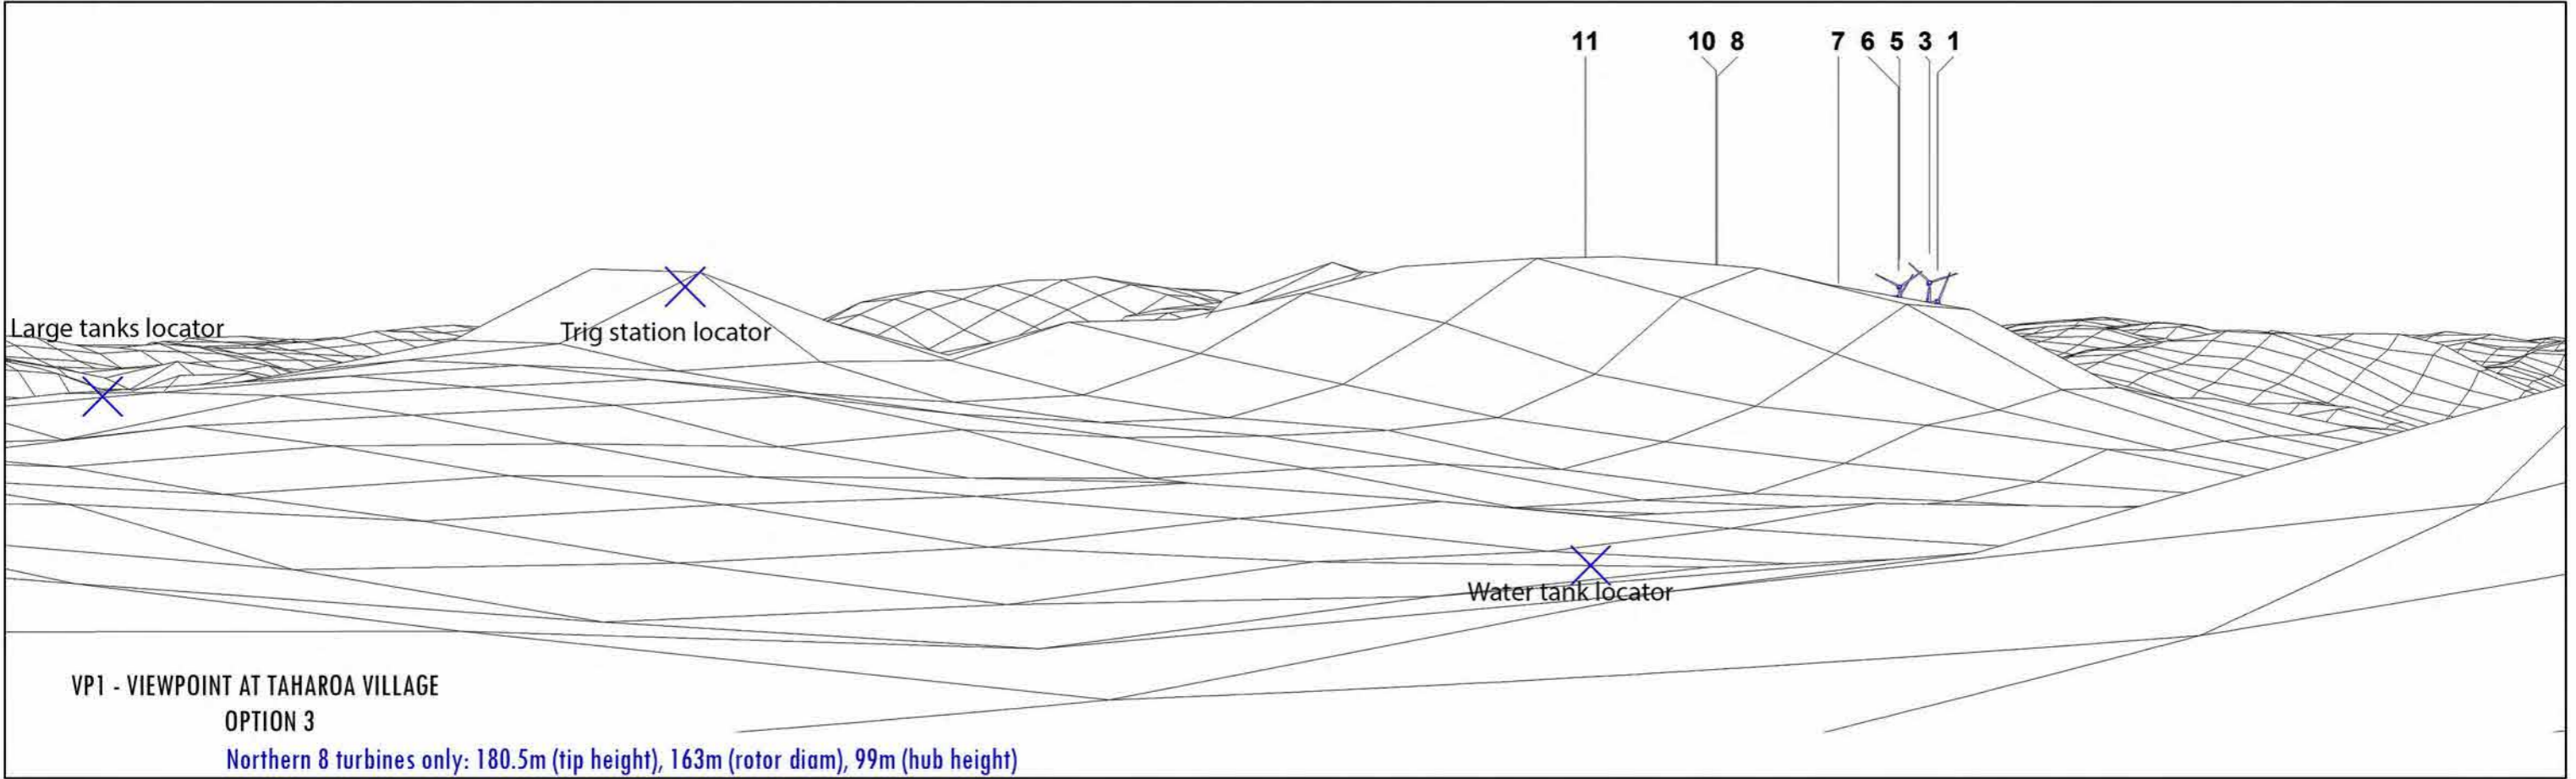 11 10 8 7 6 5 3 1
Large tanks locator
Trig station locator
Water tank locator
VP1 - VIEWPOINT AT TAHAROA VILLAGE
OPTION 3
Northern 8 turbines only: 180.5m (tip height), 163m (rotor diam), 99m (hub height)